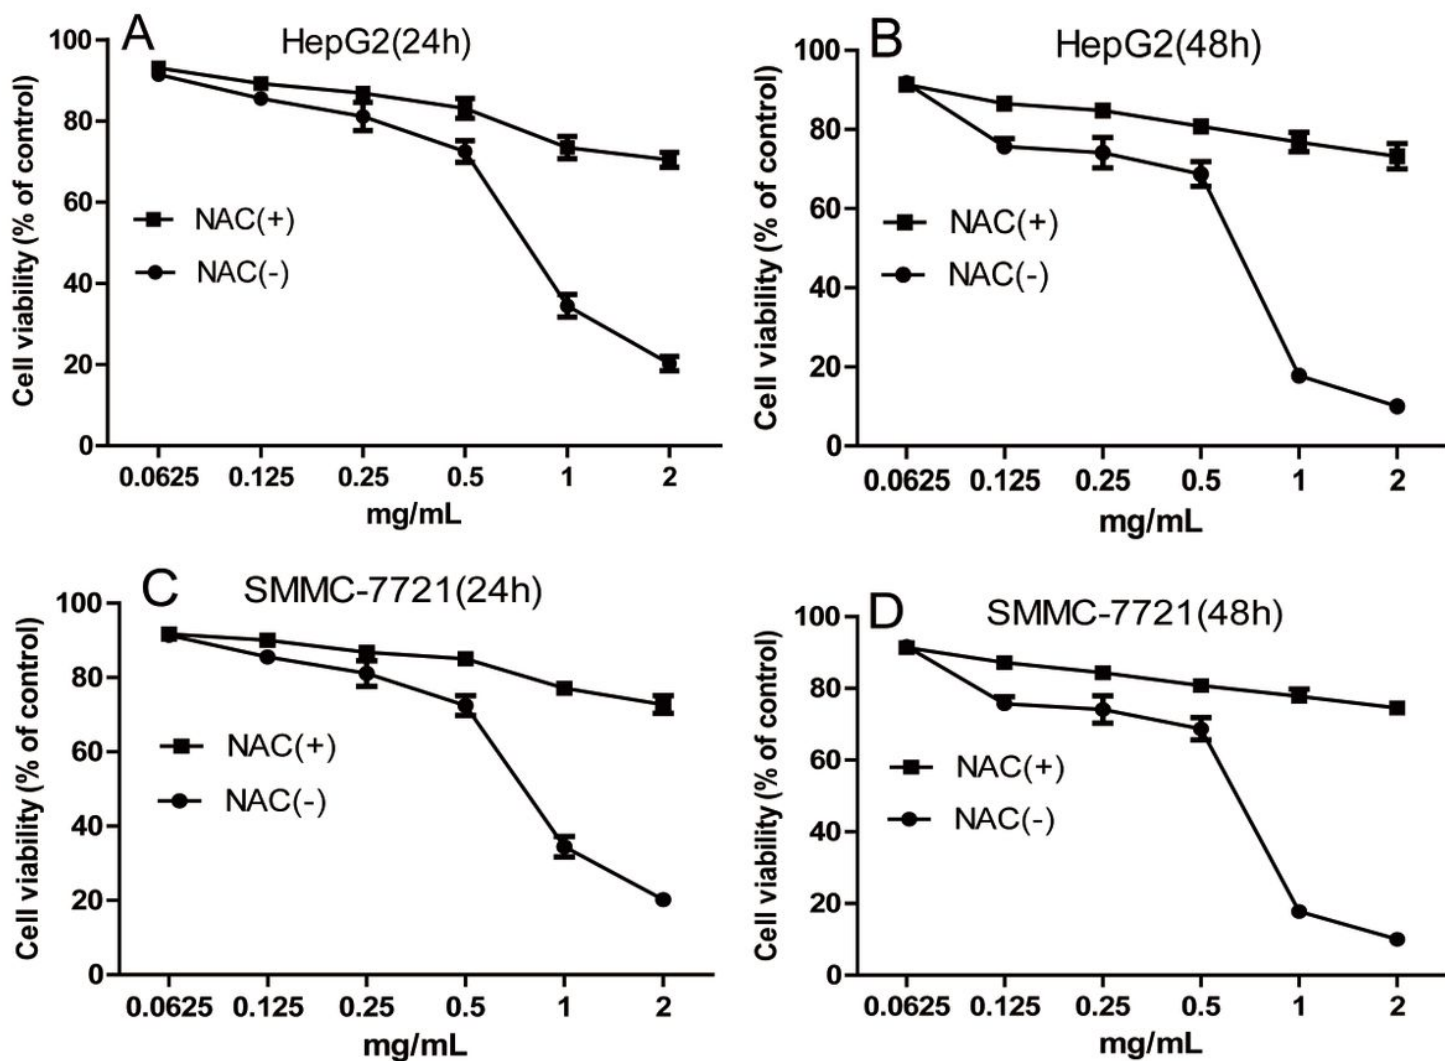 A
HepG2(24h)
Cell viability (% of control)
100
80
60
40
20
0
NAC(+)
NAC(-)
0.0625 0.125 0.25 0.5 1 2
mg/mL
B
HepG2(48h)
Cell viability (% of control)
100
80
60
40
20
0
NAC(+)
NAC(-)
0.0625 0.125 0.25 0.5 1 2
mg/mL
C
SMMC-7721(24h)
Cell viability (% of control)
100
80
60
40
20
0
NAC(+)
NAC(-)
0.0625 0.125 0.25 0.5 1 2
mg/mL
D
SMMC-7721(48h)
Cell viability (% of control)
100
80
60
40
20
0
NAC(+)
NAC(-)
0.0625 0.125 0.25 0.5 1 2
mg/mL